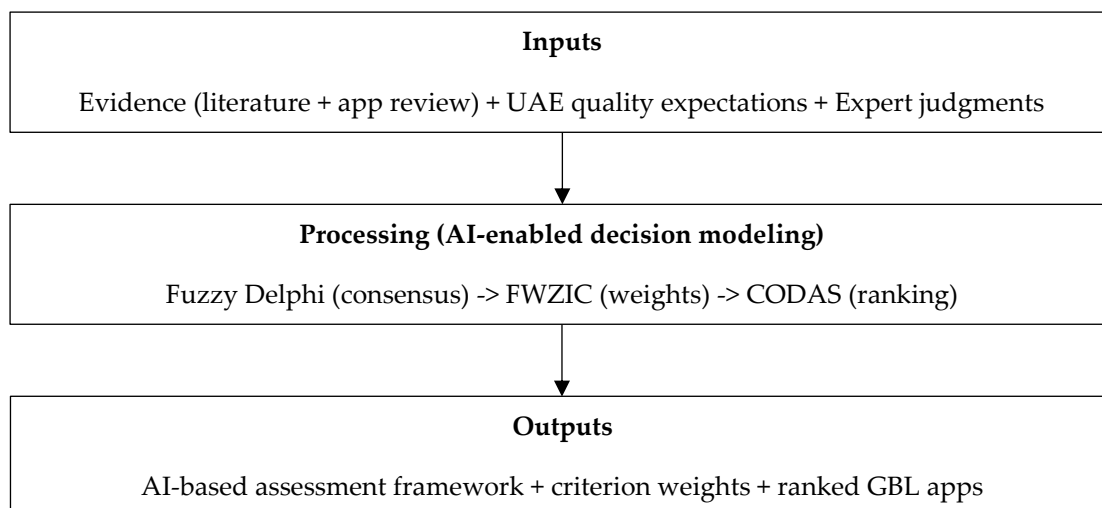 Inputs
Evidence (literature + app review) + UAE quality expectations + Expert judgments
Processing (AI-enabled decision modeling)
Fuzzy Delphi (consensus) -> FWZIC (weights) -> CODAS (ranking)
Outputs
AI-based assessment framework + criterion weights + ranked GBL apps